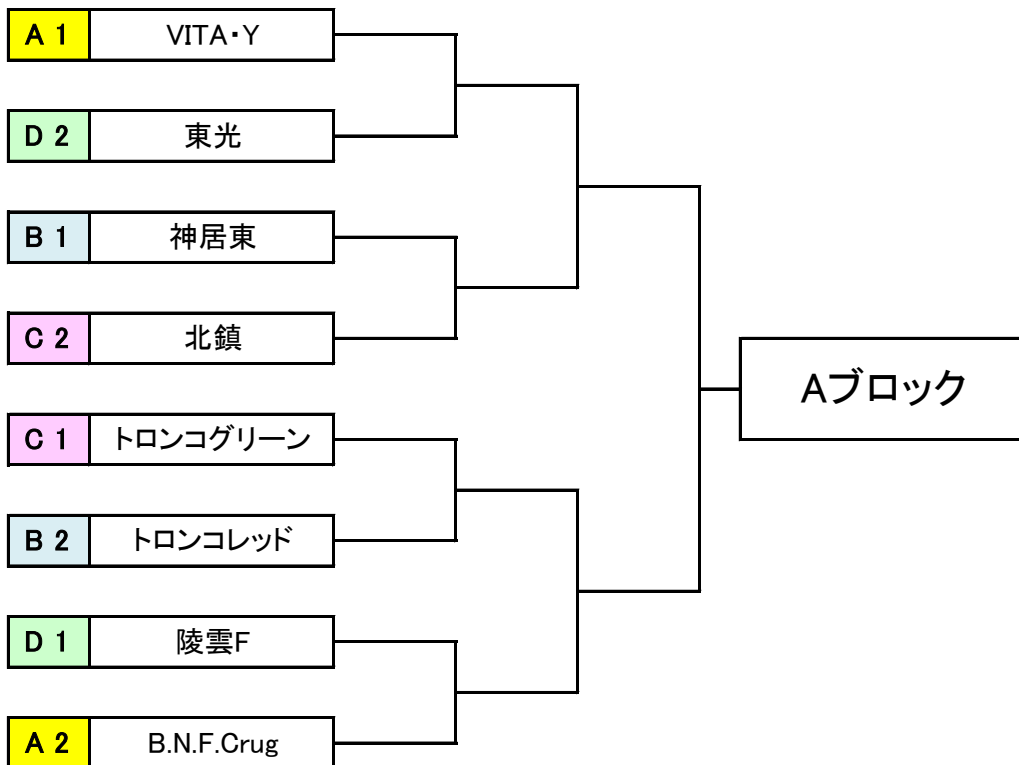 A 1 VITA・Y
D 2 東光
B 1 神居東
C 2 北鎮
Aブロック
C 1 トロンコグリーン
B 2 トロンコレッド
D 1 陵雲F
A 2 B.N.F.Crug